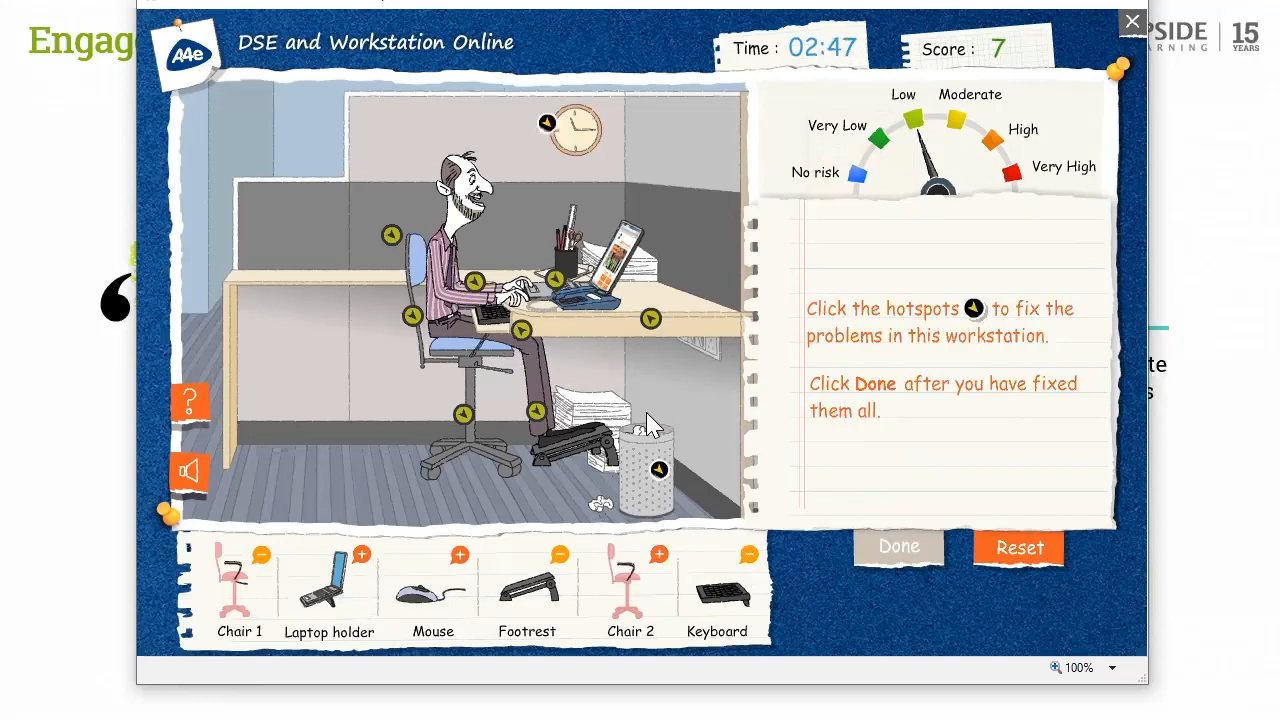 Engag
PSIDE
ARNING
15
YEARS
A4e
DSE and Workstation Online
Time : 02:47
Score : 7
Low
Moderate
Very Low
High
No risk
Very High
Click the hotspots to fix the
problems in this workstation.
Click Done after you have fixed
them all.
te
s
?
Done
Reset
Chair 1
Laptop holder
Mouse
Footrest
Chair 2
Keyboard
100%